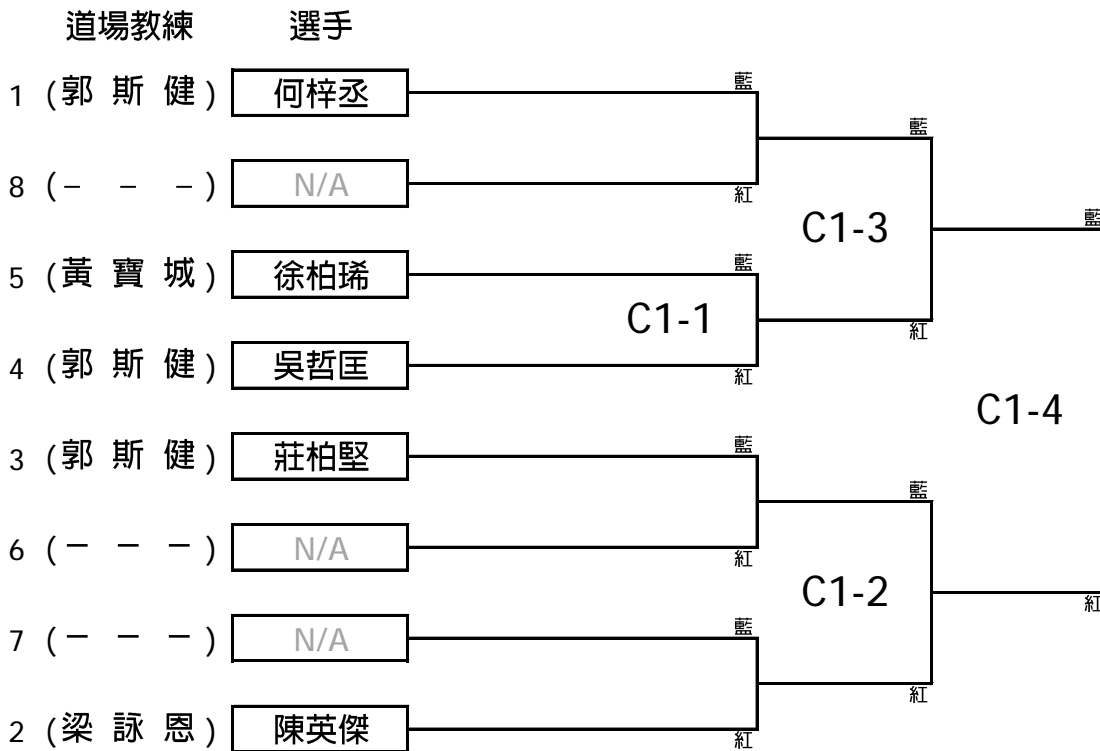 道場教練 選手
1 (郭 斯 健) 何梓丞 藍
藍
8 (– – –) N/A 紅
C1-3 藍
5 (黃 寶 城) 徐柏琋 藍
C1-1 紅
4 (郭 斯 健) 吳哲匡 紅
C1-4
3 (郭 斯 健) 莊柏堅 藍
藍
6 (– – –) N/A 紅
C1-2 紅
7 (– – –) N/A 藍
紅
2 (梁 詠 恩) 陳英傑 紅